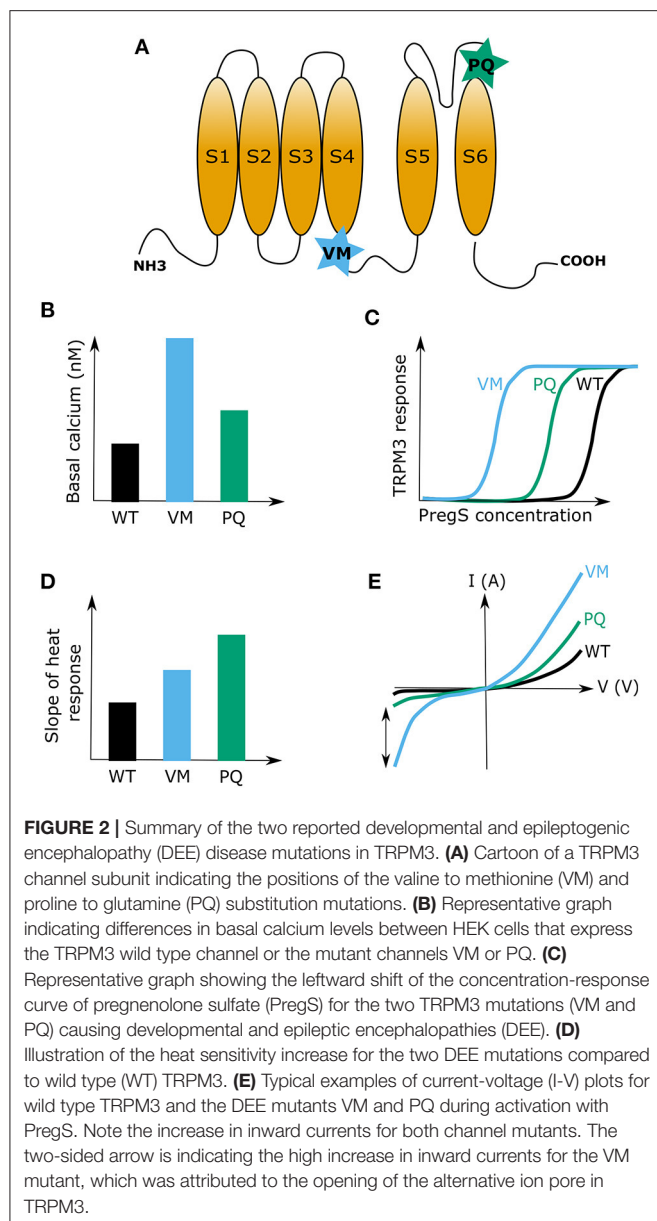 A
PQ
S1 S2 S3 S4 S5 S6
VM
NH3
COOH
B
Basal calcium (nM)
WT VM PQ
C
TRPM3 response
VM PQ WT
PregS concentration
D
Slope of heat
response
WT VM PQ
E
I (A)
VM
PQ
WT
V (V)
FIGURE 2 | Summary of the two reported developmental and epileptogenic
encephalopathy (DEE) disease mutations in TRPM3. (A) Cartoon of a TRPM3
channel subunit indicating the positions of the valine to methionine (VM) and
proline to glutamine (PQ) substitution mutations. (B) Representative graph
indicating differences in basal calcium levels between HEK cells that express
the TRPM3 wild type channel or the mutant channels VM or PQ. (C)
Representative graph showing the leftward shift of the concentration-response
curve of pregnenolone sulfate (PregS) for the two TRPM3 mutations (VM and
PQ) causing developmental and epileptic encephalopathies (DEE). (D)
Illustration of the heat sensitivity increase for the two DEE mutations compared
to wild type (WT) TRPM3. (E) Typical examples of current-voltage (I-V) plots for
wild type TRPM3 and the DEE mutants VM and PQ during activation with
PregS. Note the increase in inward currents for both channel mutants. The
two-sided arrow is indicating the high increase in inward currents for the VM
mutant, which was attributed to the opening of the alternative ion pore in
TRPM3.